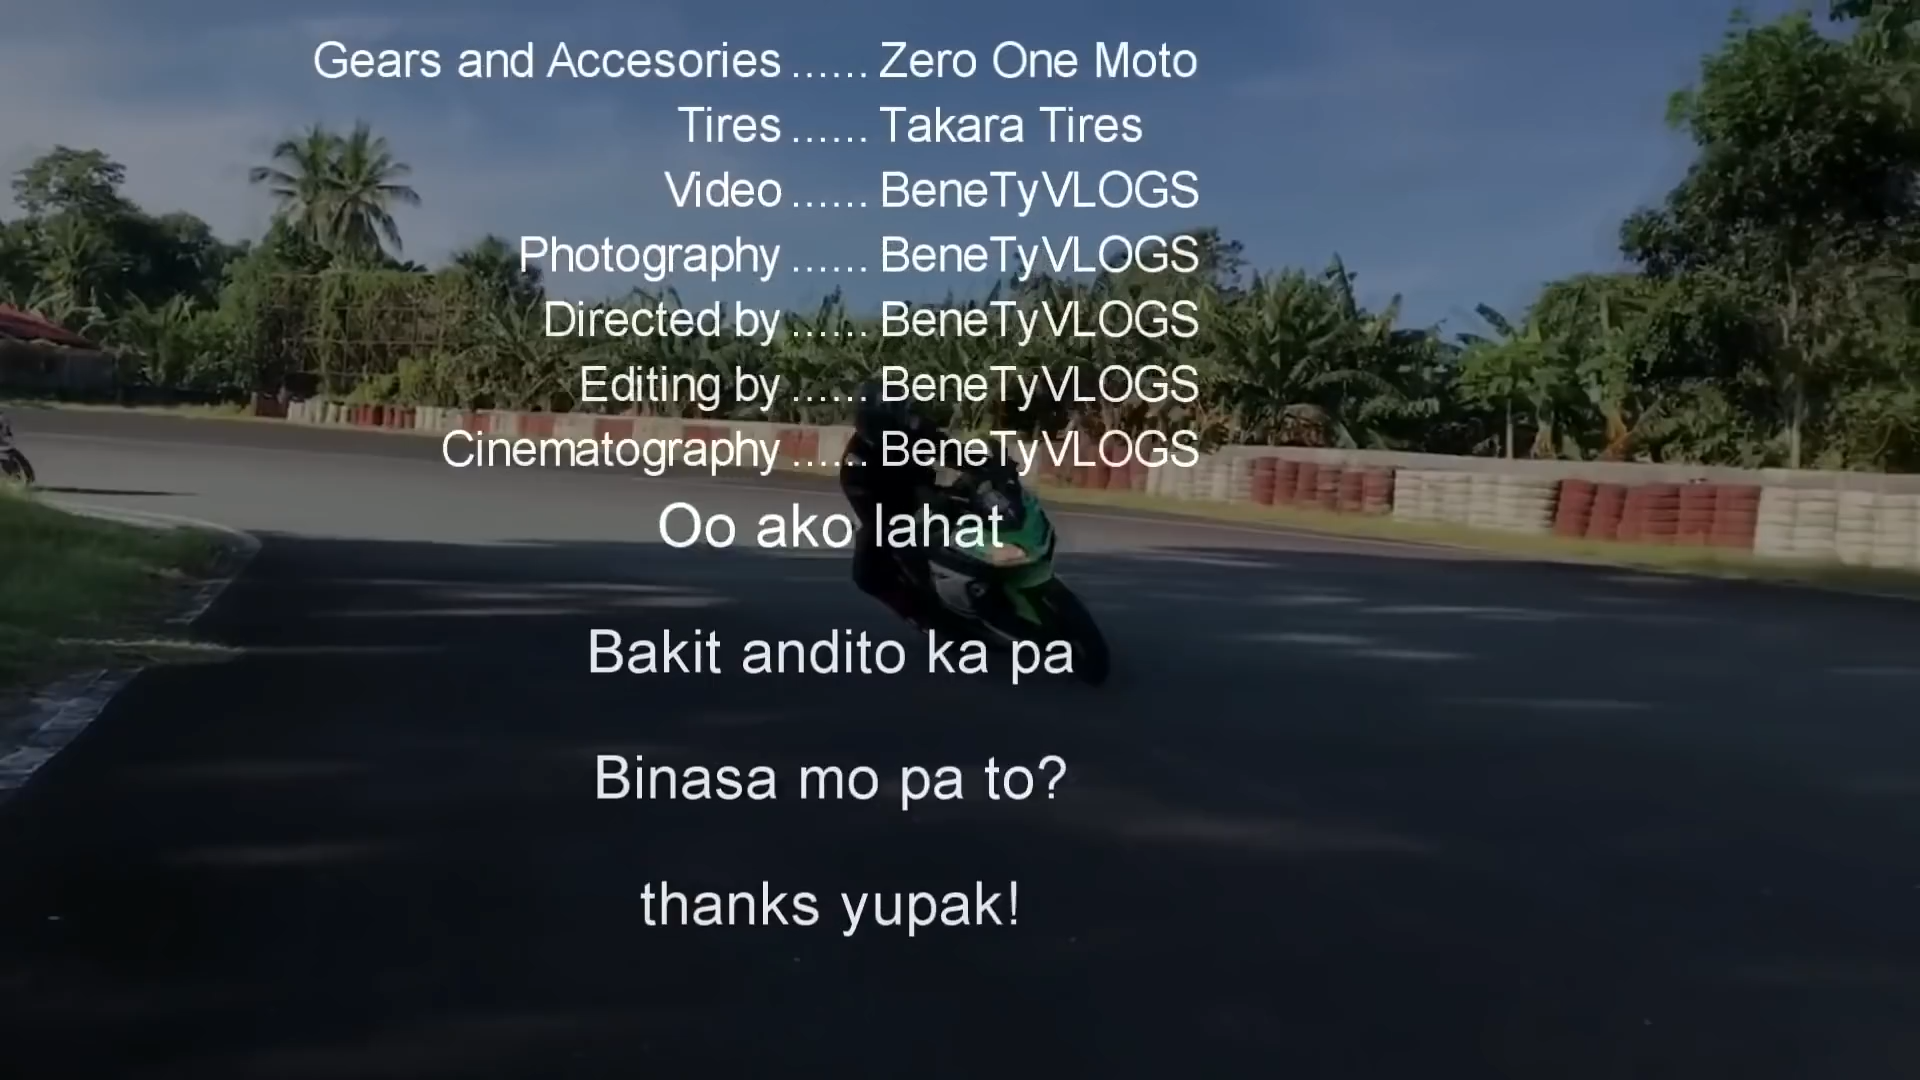 Gears and Accesories ...... Zero One Moto
Tires ...... Takara Tires
Video ...... BeneTyVLOGS
Photography ...... BeneTyVLOGS
Directed by ...... BeneTyVLOGS
Editing by ...... BeneTyVLOGS
Cinematography ...... BeneTyVLOGS
Oo ako lahat
Bakit andito ka pa
Binasa mo pa to?
thanks yupak!